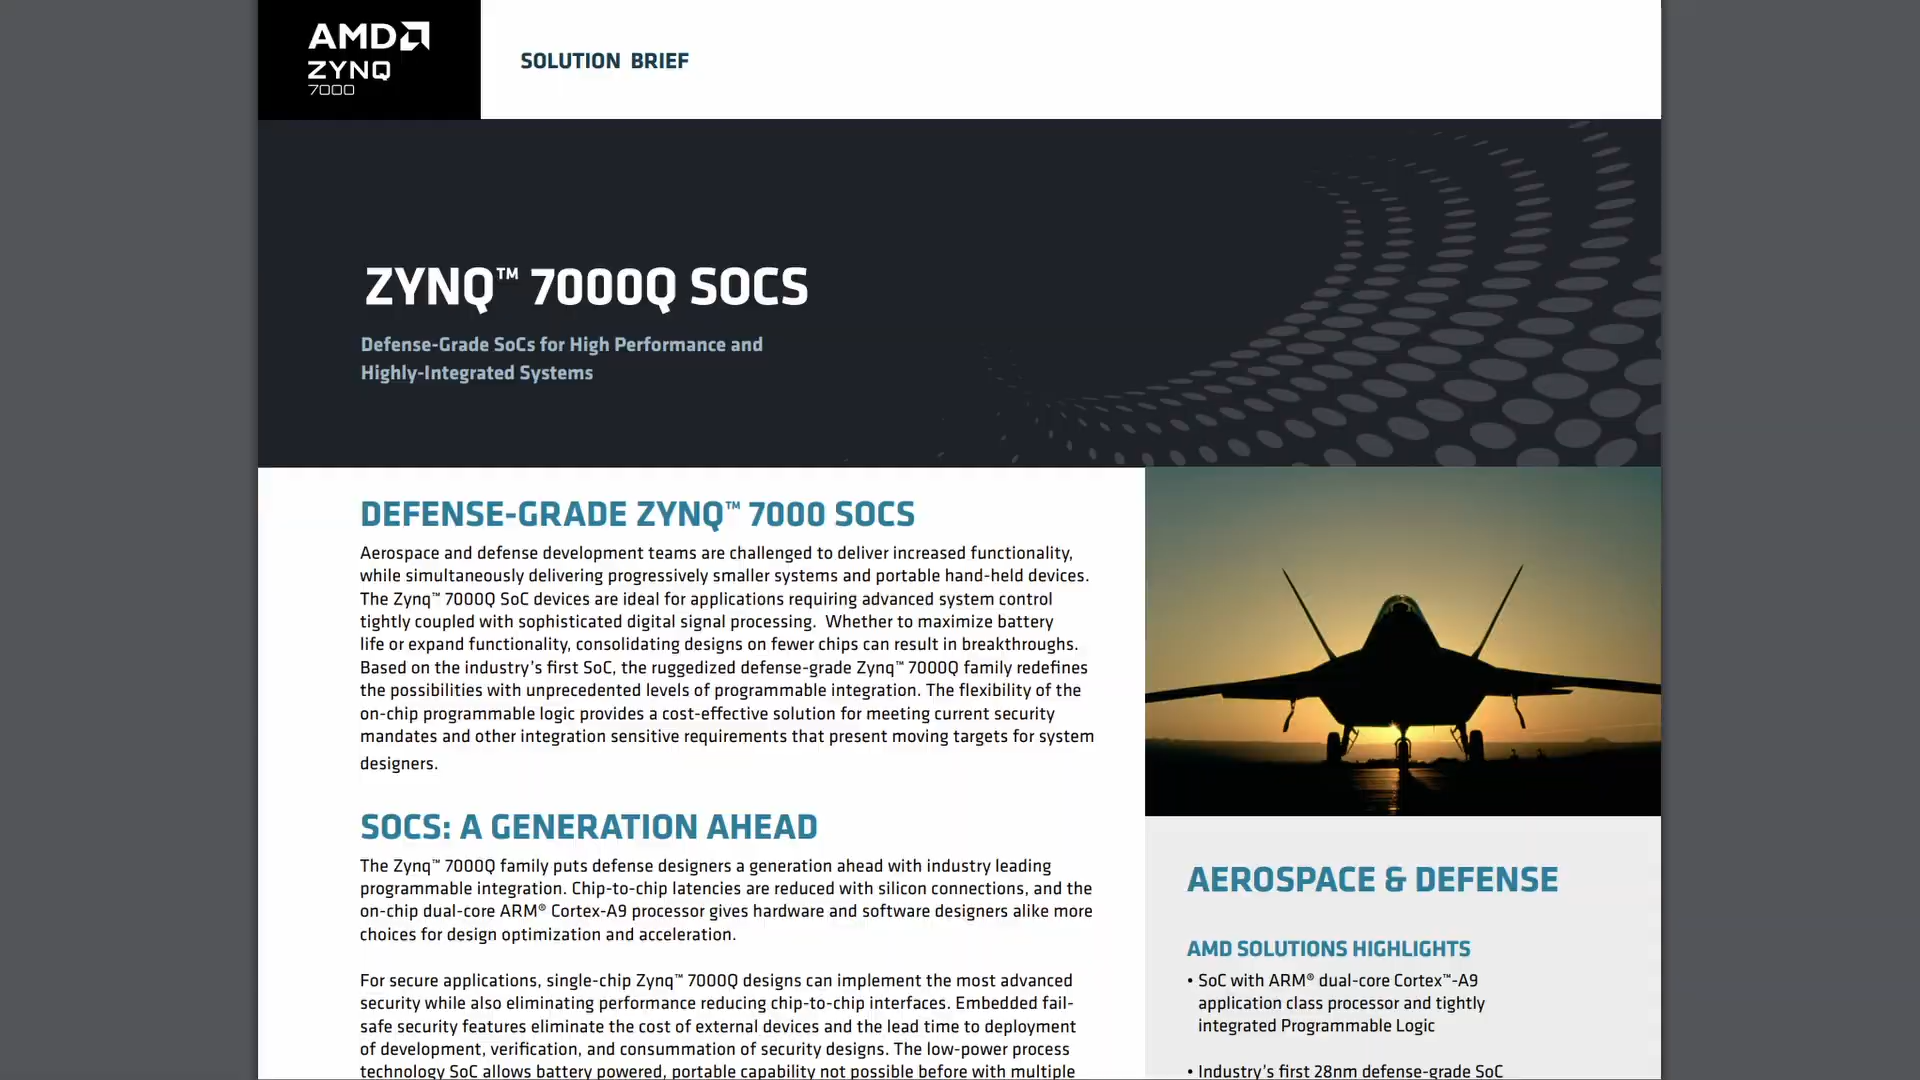 AMD
ZYNQ
7000
SOLUTION BRIEF
ZYNQ™ 7000Q SOCS
Defense-Grade SoCs for High Performance and
Highly-Integrated Systems
DEFENSE-GRADE ZYNQ™ 7000 SOCS
Aerospace and defense development teams are challenged to deliver increased functionality,
while simultaneously delivering progressively smaller systems and portable hand-held devices.
The Zynq™ 7000Q SoC devices are ideal for applications requiring advanced system control
tightly coupled with sophisticated digital signal processing. Whether to maximize battery
life or expand functionality, consolidating designs on fewer chips can result in breakthroughs.
Based on the industry's first SoC, the ruggedized defense-grade Zynq™ 7000Q family redefines
the possibilities with unprecedented levels of programmable integration. The flexibility of the
on-chip programmable logic provides a cost-effective solution for meeting current security
mandates and other integration sensitive requirements that present moving targets for system
designers.
SOCS: A GENERATION AHEAD
The Zynq™ 7000Q family puts defense designers a generation ahead with industry leading
programmable integration. Chip-to-chip latencies are reduced with silicon connections, and the
on-chip dual-core ARM® Cortex-A9 processor gives hardware and software designers alike more
choices for design optimization and acceleration.
For secure applications, single-chip Zynq™ 7000Q designs can implement the most advanced
security while also eliminating performance reducing chip-to-chip interfaces. Embedded fail-
safe security features eliminate the cost of external devices and the lead time to deployment
of development, verification, and consummation of security designs. The low-power process
technology SoC allows battery powered, portable capability not possible before with multiple
AEROSPACE & DEFENSE
AMD SOLUTIONS HIGHLIGHTS
• SoC with ARM® dual-core Cortex™-A9
application class processor and tightly
integrated Programmable Logic
• Industry's first 28nm defense-grade SoC